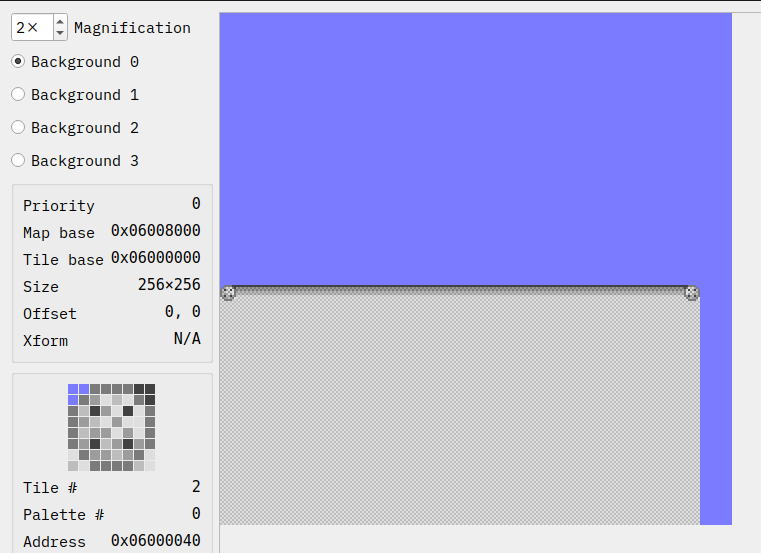 2× Magnification
Background 0
Background 1
Background 2
Background 3
Priority 0
Map base 0x06008000
Tile base 0x06000000
Size 256×256
Offset 0, 0
Xform N/A
Tile # 2
Palette # 0
Address 0x06000040